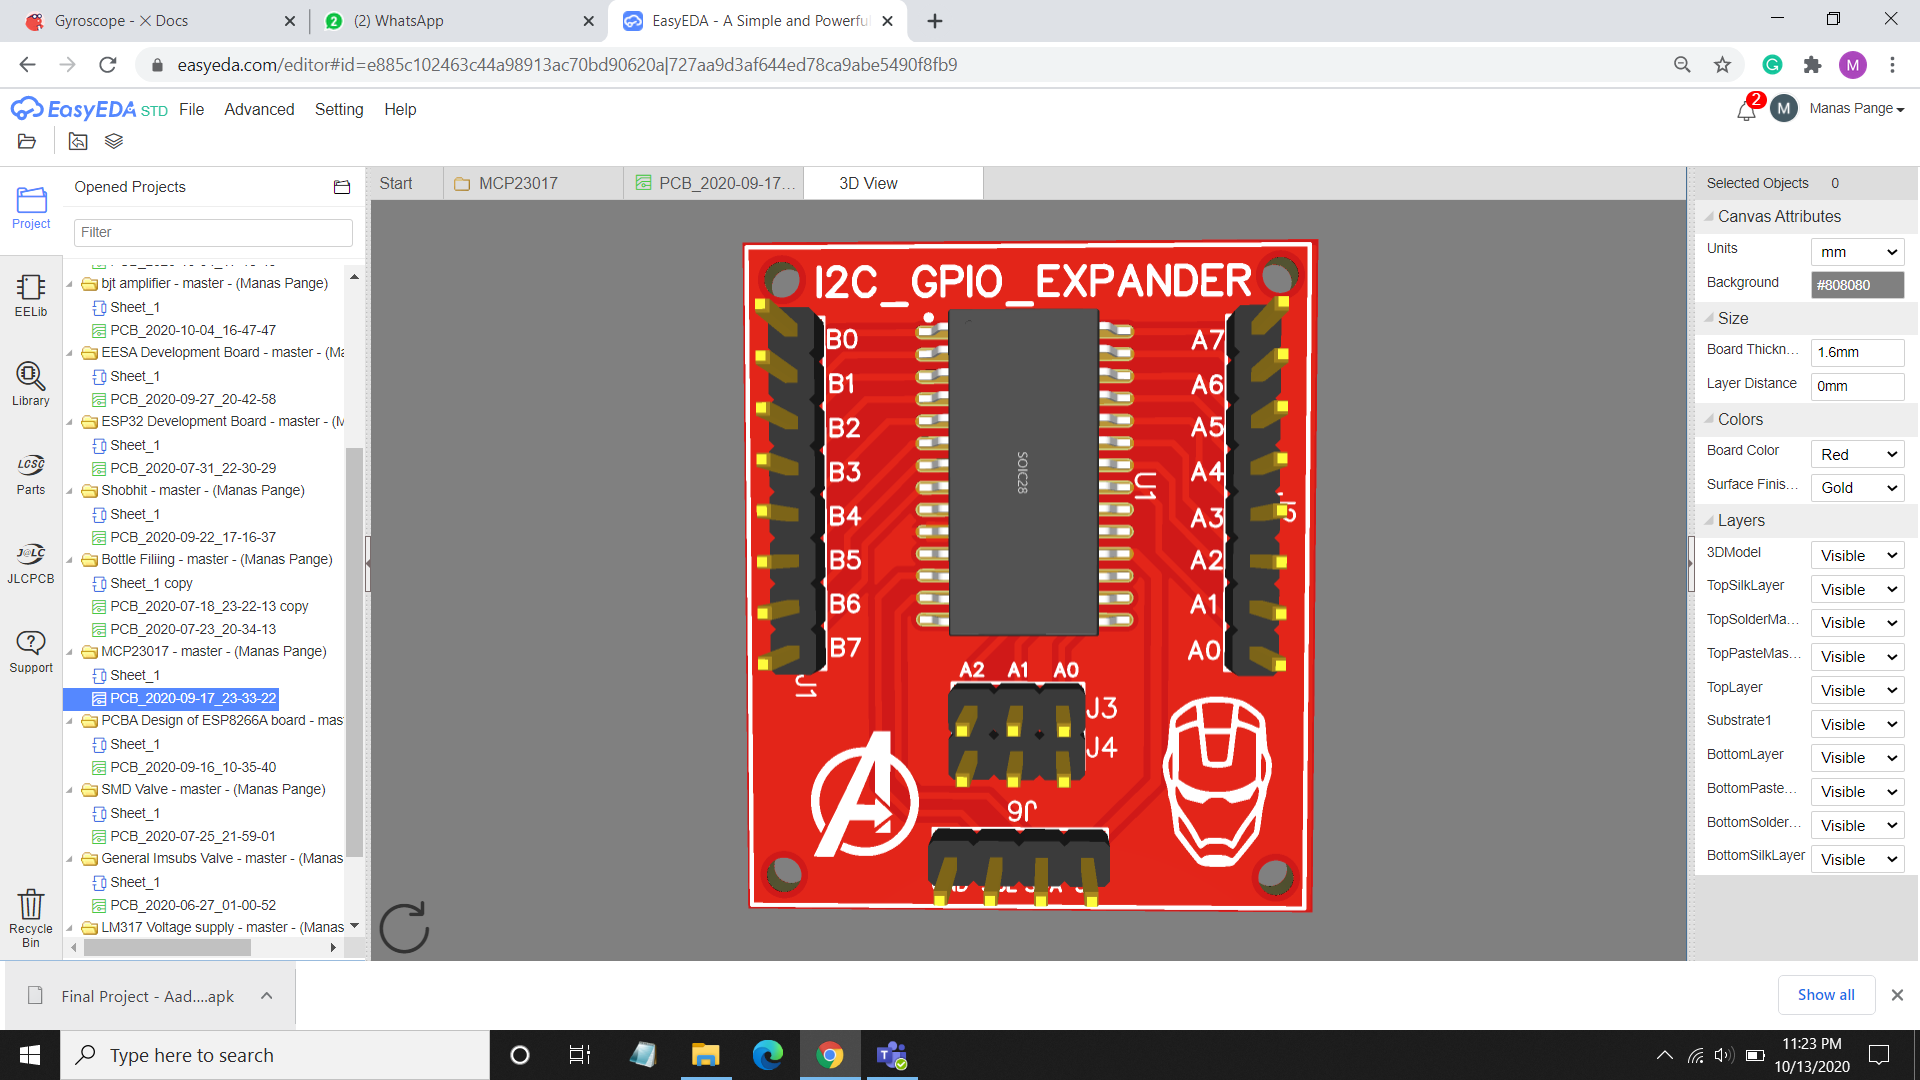 Gyroscope - X Docs
2
(2) WhatsApp
EasyEDA - A Simple and Powerfu
easyeda.com/editor#id=e885c102463c44a98913ac70bd90620a|727aa9d3af644ed78ca9abe5490f8fb9
M
EasyEDA STD
File
Advanced
Setting
Help
2
M
Manas Pange
Project
EELib
Library
LCSC
Parts
J@LC
JLCPCB
Support
Recycle
Bin
Opened Projects
Filter
bjt amplifier - master - (Manas Pange)
Sheet_1
PCB_2020-10-04_16-47-47
EESA Development Board - master - (Ma
Sheet_1
PCB_2020-09-27_20-42-58
ESP32 Development Board - master - (M
Sheet_1
PCB_2020-07-31_22-30-29
Shobhit - master - (Manas Pange)
Sheet_1
PCB_2020-09-22_17-16-37
Bottle Filiing - master - (Manas Pange)
Sheet_1 copy
PCB_2020-07-18_23-22-13 copy
PCB_2020-07-23_20-34-13
MCP23017 - master - (Manas Pange)
Sheet_1
PCB_2020-09-17_23-33-22
PCBA Design of ESP8266A board - mas
Sheet_1
PCB_2020-09-16_10-35-40
SMD Valve - master - (Manas Pange)
Sheet_1
PCB_2020-07-25_21-59-01
General Imsubs Valve - master - (Manas
Sheet_1
PCB_2020-06-27_01-00-52
LM317 Voltage supply - master - (Manas
Start
MCP23017
PCB_2020-09-17...
3D View
I2C_GPIO_EXPANDER
B0
B1
B2
B3
B4
B5
B6
B7
J1
SOIC28
U1
A7
A6
A5
A4
A3
A2
A1
A0
A2 A1 A0
J3
J4
J6
Selected Objects 0
Canvas Attributes
Units mm
Background #808080
Size
Board Thickn... 1.6mm
Layer Distance 0mm
Colors
Board Color Red
Surface Finis... Gold
Layers
3DModel Visible
TopSilkLayer Visible
TopSolderMa... Visible
TopPasteMas... Visible
TopLayer Visible
Substrate1 Visible
BottomLayer Visible
BottomPaste... Visible
BottomSolder... Visible
BottomSilkLayer Visible
Final Project - Aad....apk
Show all
Type here to search
11:23 PM
10/13/2020